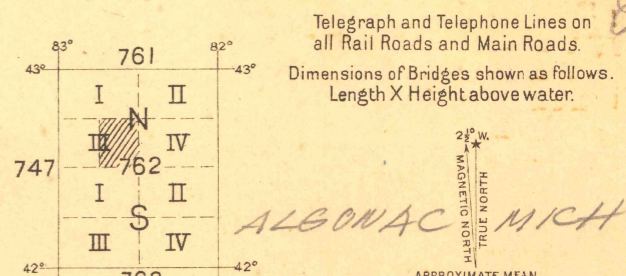 Telegraph and Telephone Lines on
all Rail Roads and Main Roads.
Dimensions of Bridges shown as follows.
Length X Height above water.
83° 761 82°
43° 43°
I II
N
III IV
747 762
I II
S
III IV
42° 42°
2½° W.
MAGNETIC NORTH
TRUE NORTH
ALGONAC MICH
APPROXIMATE MEAN